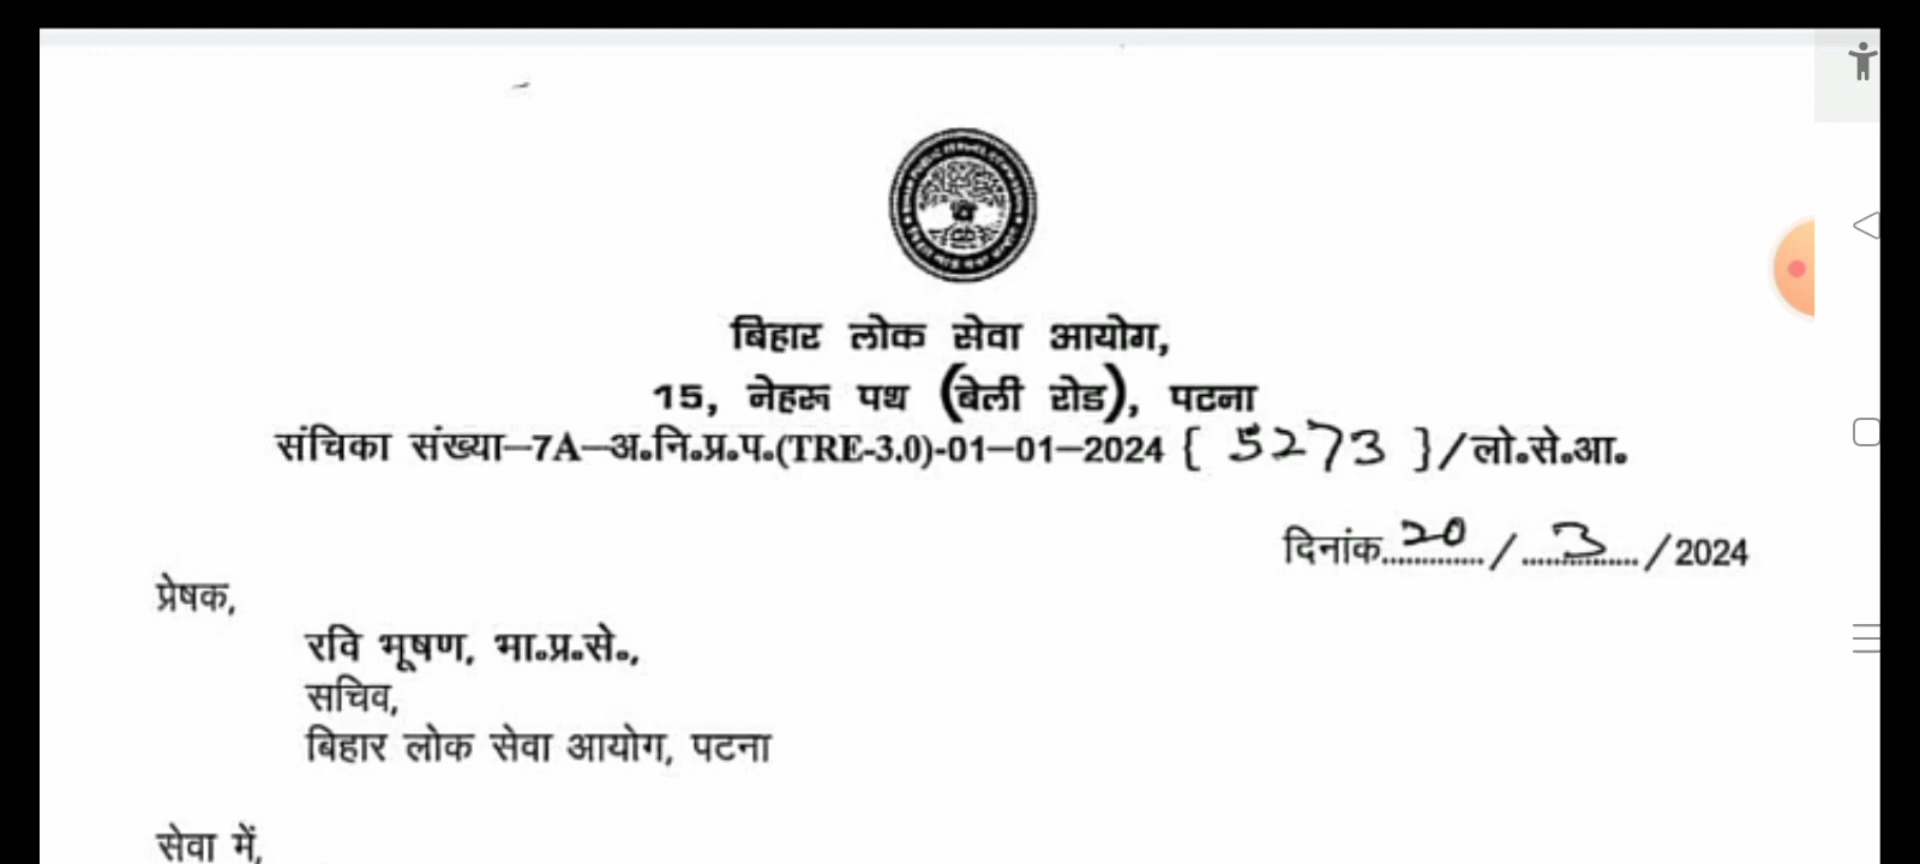 बिहार लोक सेवा आयोग,
15, नेहरू पथ (बेली रोड), पटना
संचिका संख्या–7A–अ.नि.प्र.प.(TRE-3.0)-01–01–2024 { 5273 }/लो.से.आ.
दिनांक..20../..3../2024
प्रेषक,
रवि भूषण, भा.प्र.से.,
सचिव,
बिहार लोक सेवा आयोग, पटना
सेवा में,